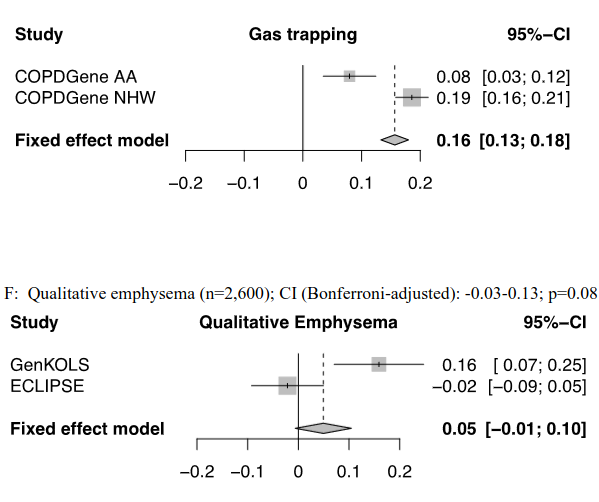 Study Gas trapping 95%−CI
COPDGene AA 0.08 [0.03; 0.12]
COPDGene NHW 0.19 [0.16; 0.21]
Fixed effect model 0.16 [0.13; 0.18]
−0.2 −0.1 0 0.1 0.2
F: Qualitative emphysema (n=2,600); CI (Bonferroni-adjusted): -0.03-0.13; p=0.08
Study Qualitative Emphysema 95%−CI
GenKOLS 0.16 [ 0.07; 0.25]
ECLIPSE −0.02 [−0.09; 0.05]
Fixed effect model 0.05 [−0.01; 0.10]
−0.2 −0.1 0 0.1 0.2